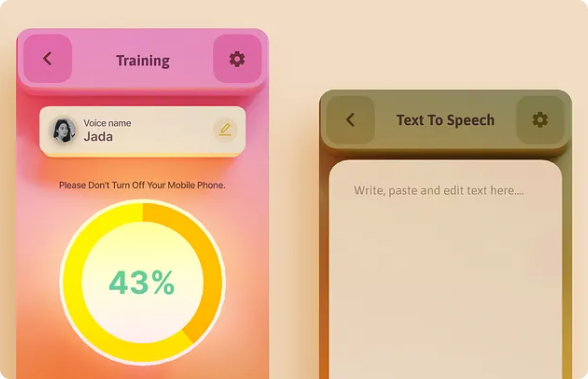 Training
Voice name
Jada
Please Don't Turn Off Your Mobile Phone.
43%
Text To Speech
Write, paste and edit text here....